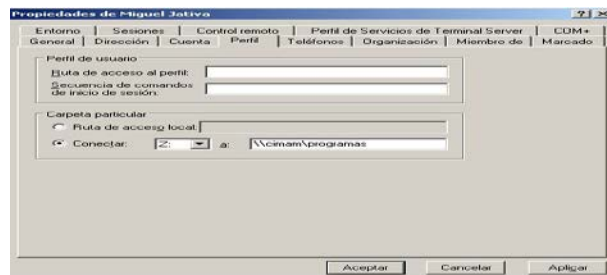 Propiedades de Miguel Jativa
Entorno Sesiones Control remoto Perfil de Servicios de Terminal Server COM+
General Dirección Cuenta Perfil Teléfonos Organización Miembro de Marcado
Perfil de usuario
Ruta de acceso al perfil:
Secuencia de comandos
de inicio de sesión:
Carpeta particular
Ruta de acceso local:
Conectar: Z: a: \\cimam\programas
Aceptar Cancelar Aplicar